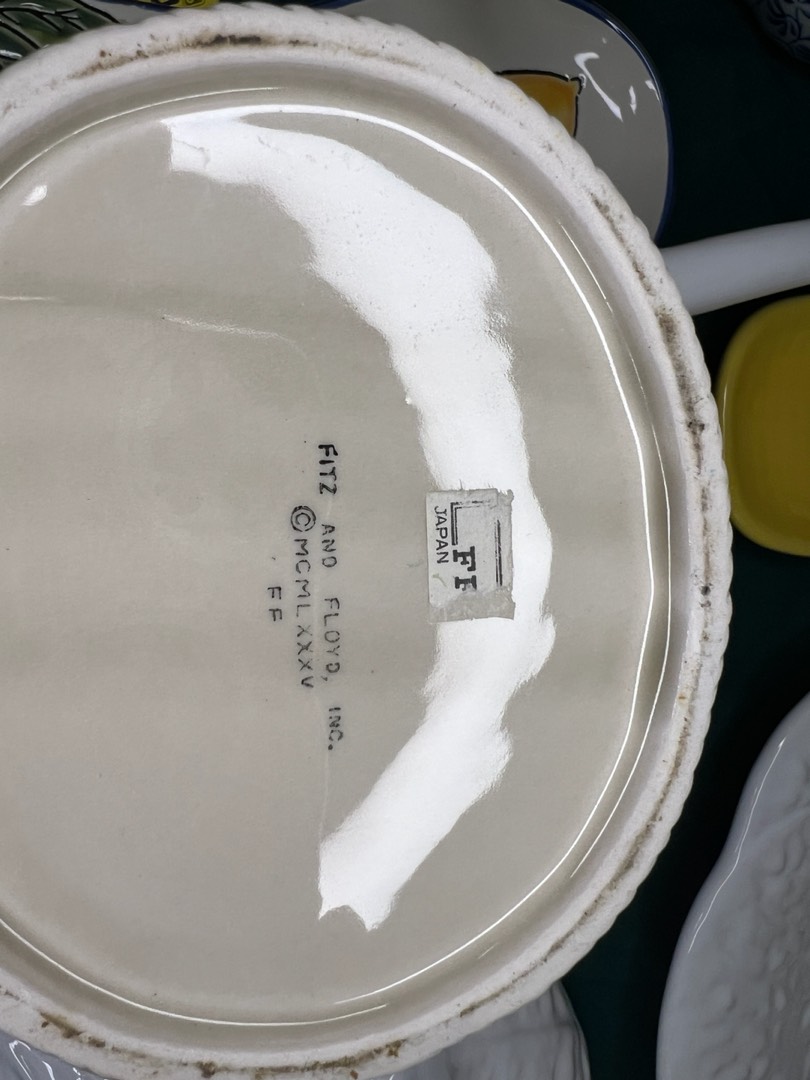 FITZ AND FLOYD, INC.
©MCMLXXXV
FF
FF
JAPAN